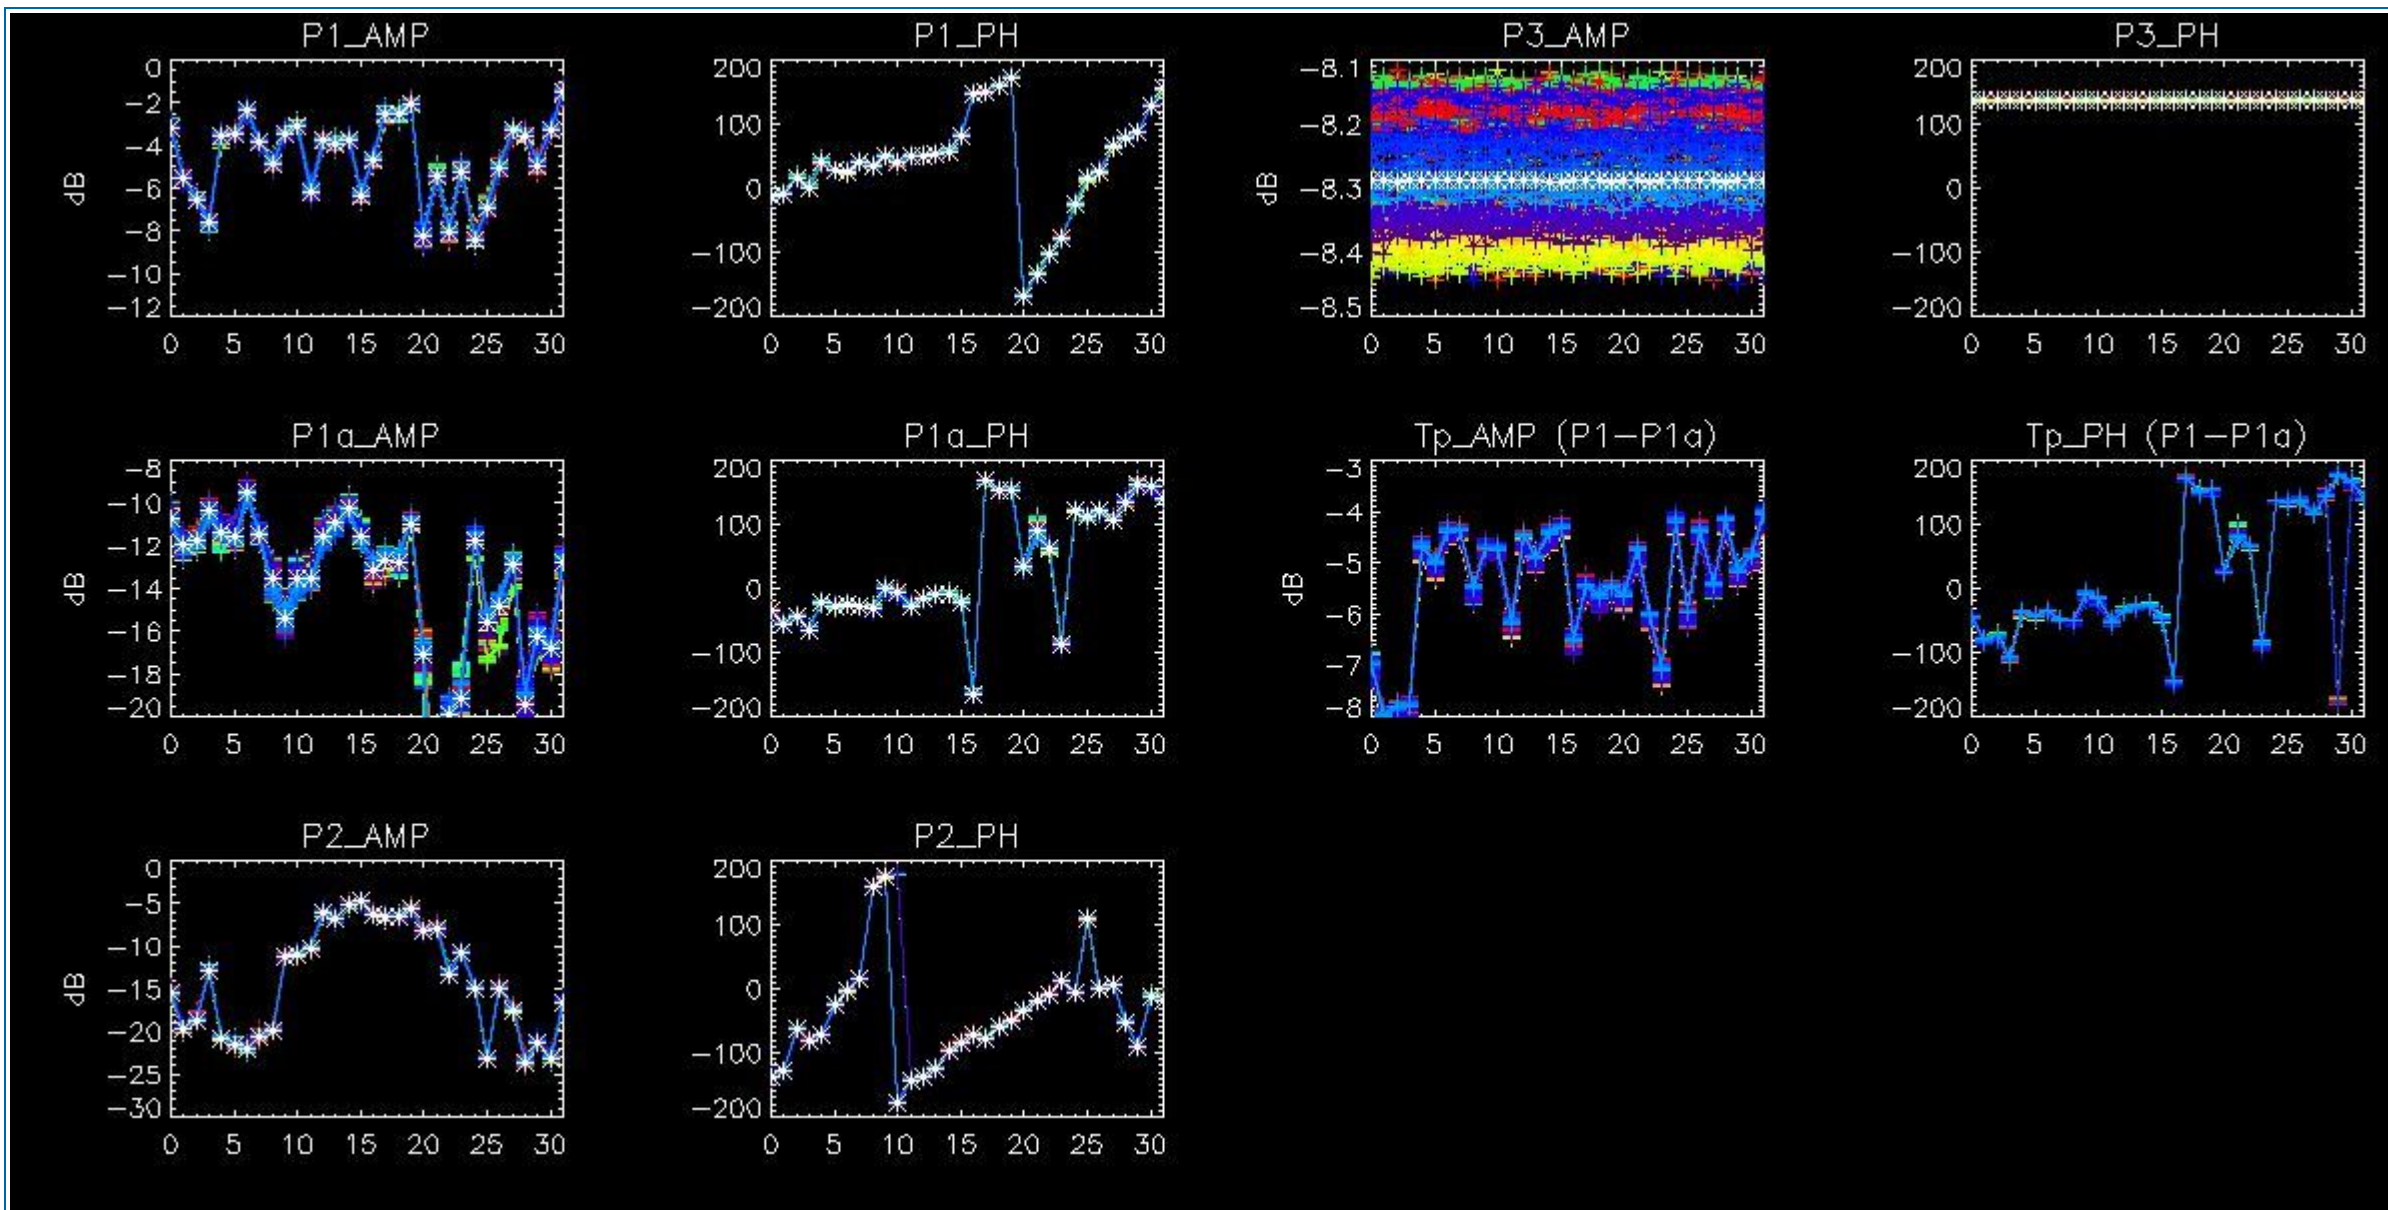 P1_AMP
0
−2
−4
−6
−8
−10
−12
dB
0 5 10 15 20 25 30
P1_PH
200
100
0
−100
−200
0 5 10 15 20 25 30
P3_AMP
−8.1
−8.2
−8.3
−8.4
−8.5
dB
0 5 10 15 20 25 30
P3_PH
200
100
0
−100
−200
0 5 10 15 20 25 30
P1a_AMP
−8
−10
−12
−14
−16
−18
−20
dB
0 5 10 15 20 25 30
P1a_PH
200
100
0
−100
−200
0 5 10 15 20 25 30
Tp_AMP (P1−P1a)
−3
−4
−5
−6
−7
−8
dB
0 5 10 15 20 25 30
Tp_PH (P1−P1a)
200
100
0
−100
−200
0 5 10 15 20 25 30
P2_AMP
0
−5
−10
−15
−20
−25
−30
dB
0 5 10 15 20 25 30
P2_PH
200
100
0
−100
−200
0 5 10 15 20 25 30